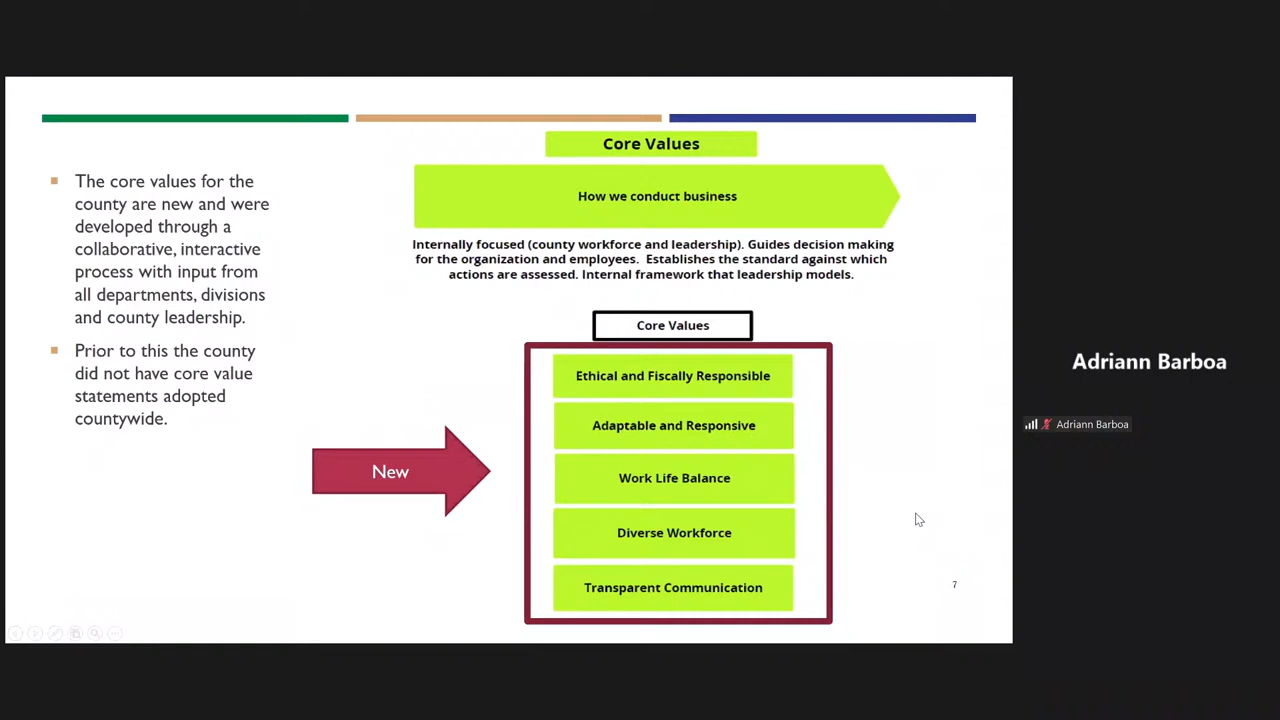 Core Values
How we conduct business
Internally focused (county workforce and leadership). Guides decision making
for the organization and employees.  Establishes the standard against which
actions are assessed. Internal framework that leadership models.
The core values for the
county are new and were
developed through a
collaborative, interactive
process with input from
all departments, divisions
and county leadership.
Prior to this the county
did not have core value
statements adopted
countywide.
New
Core Values
Ethical and Fiscally Responsible
Adaptable and Responsive
Work Life Balance
Diverse Workforce
Transparent Communication
7
Adriann Barboa
Adriann Barboa